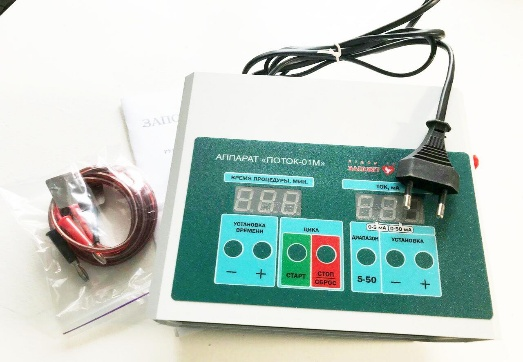 АППАРАТ «ПОТОК-01М»
ВРЕМЯ ПРОЦЕДУРЫ, МИН.
ТОК, мА
0-5 мА
5-50 мА
УСТАНОВКА
ВРЕМЕНИ
ЦИКЛ
ДИАПАЗОН
УСТАНОВКА
- +
СТАРТ
СТОП
СБРОС
5-50
- +